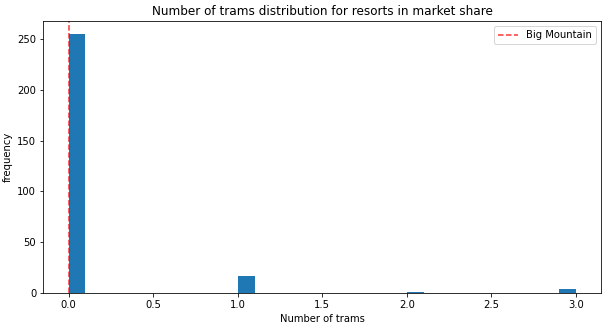 Number of trams distribution for resorts in market share
Big Mountain
frequency
250
200
150
100
50
0
0.0 0.5 1.0 1.5 2.0 2.5 3.0
Number of trams